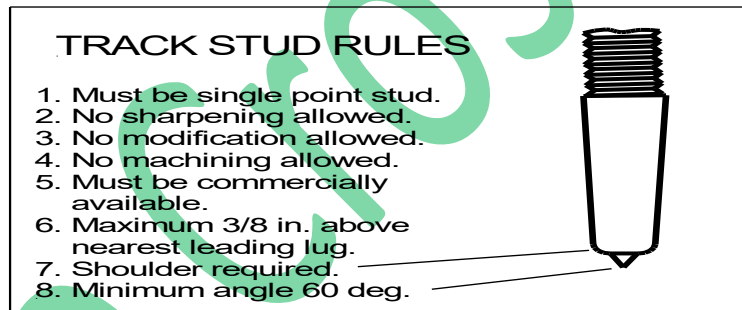 TRACK STUD RULES
1. Must be single point stud.
2. No sharpening allowed.
3. No modification allowed.
4. No machining allowed.
5. Must be commercially
available.
6. Maximum 3/8 in. above
nearest leading lug.
7. Shoulder required.
8. Minimum angle 60 deg.